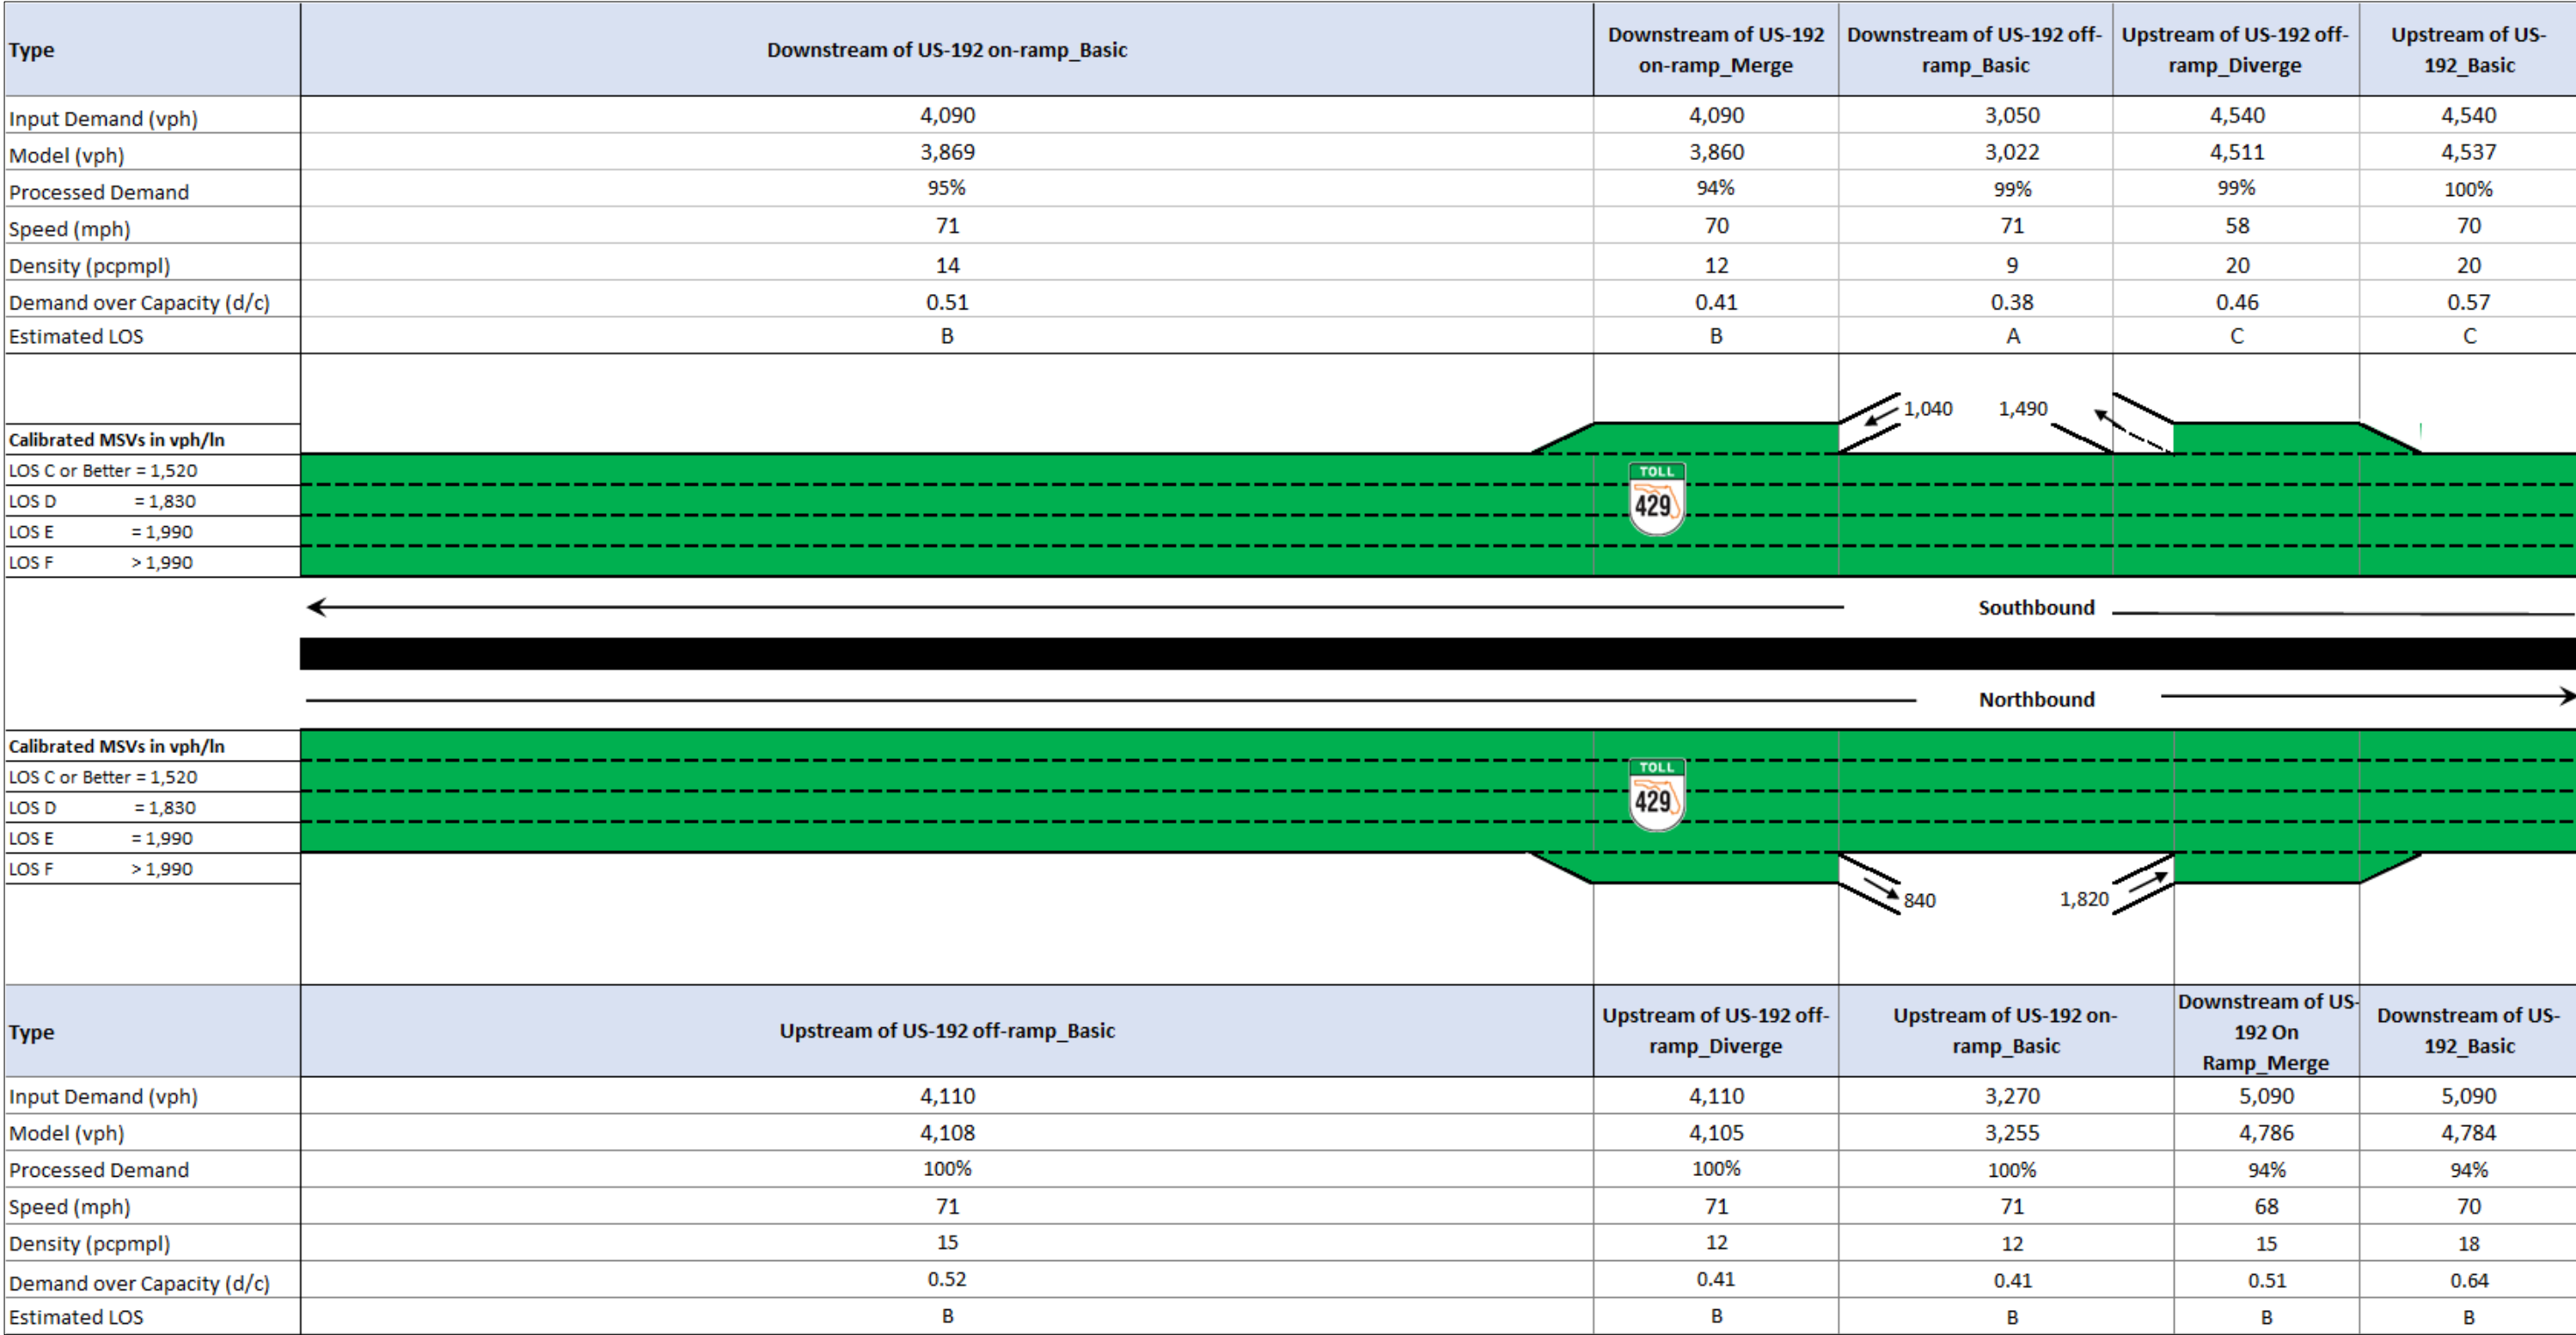 Type Downstream of US-192 on-ramp_Basic Downstream of US-192 on-ramp_Merge Downstream of US-192 off-ramp_Basic Upstream of US-192 off-ramp_Diverge Upstream of US-192_Basic
Input Demand (vph) 4,090 4,090 3,050 4,540 4,540
Model (vph) 3,869 3,860 3,022 4,511 4,537
Processed Demand 95% 94% 99% 99% 100%
Speed (mph) 71 70 71 58 70
Density (pcpmpl) 14 12 9 20 20
Demand over Capacity (d/c) 0.51 0.41 0.38 0.46 0.57
Estimated LOS B B A C C
1,040 1,490
Calibrated MSVs in vph/ln
LOS C or Better = 1,520
LOS D = 1,830
LOS E = 1,990
LOS F > 1,990
TOLL
429
Southbound
Northbound
Calibrated MSVs in vph/ln
LOS C or Better = 1,520
LOS D = 1,830
LOS E = 1,990
LOS F > 1,990
TOLL
429
840 1,820
Type Upstream of US-192 off-ramp_Basic Upstream of US-192 off-ramp_Diverge Upstream of US-192 on-ramp_Basic Downstream of US-192 On Ramp_Merge Downstream of US-192_Basic
Input Demand (vph) 4,110 4,110 3,270 5,090 5,090
Model (vph) 4,108 4,105 3,255 4,786 4,784
Processed Demand 100% 100% 100% 94% 94%
Speed (mph) 71 71 71 68 70
Density (pcpmpl) 15 12 12 15 18
Demand over Capacity (d/c) 0.52 0.41 0.41 0.51 0.64
Estimated LOS B B B B B